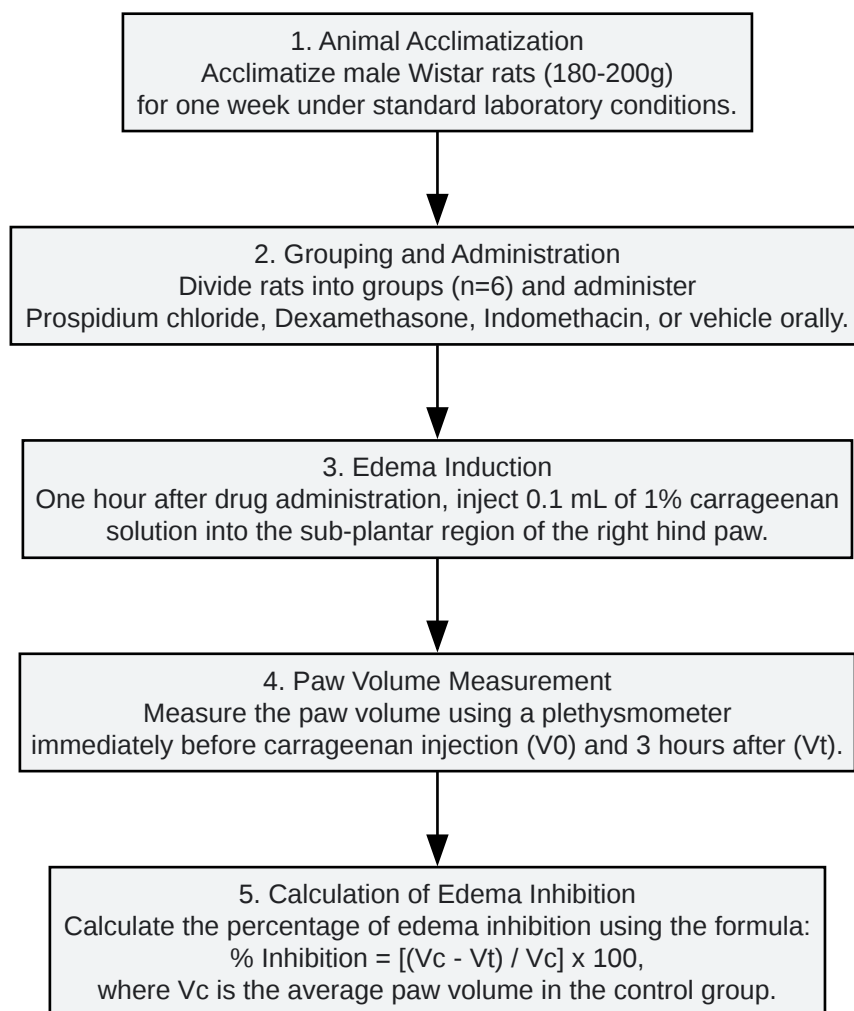 1. Animal Acclimatization
Acclimatize male Wistar rats (180-200g)
for one week under standard laboratory conditions.
2. Grouping and Administration
Divide rats into groups (n=6) and administer
Prospidium chloride, Dexamethasone, Indomethacin, or vehicle orally.
3. Edema Induction
One hour after drug administration, inject 0.1 mL of 1% carrageenan
solution into the sub-plantar region of the right hind paw.
4. Paw Volume Measurement
Measure the paw volume using a plethysmometer
immediately before carrageenan injection (V0) and 3 hours after (Vt).
5. Calculation of Edema Inhibition
Calculate the percentage of edema inhibition using the formula:
% Inhibition = [(Vc - Vt) / Vc] x 100,
where Vc is the average paw volume in the control group.